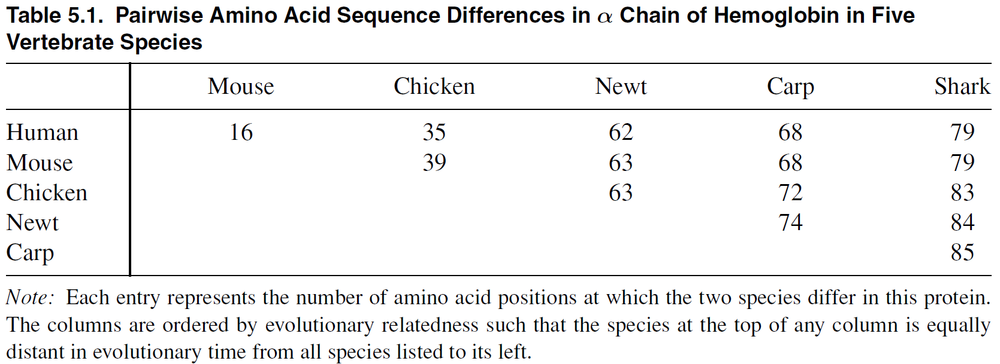 Table 5.1. Pairwise Amino Acid Sequence Differences in α Chain of Hemoglobin in Five
Vertebrate Species
Mouse Chicken Newt Carp Shark
Human 16 35 62 68 79
Mouse 39 63 68 79
Chicken 63 72 83
Newt 74 84
Carp 85
Note: Each entry represents the number of amino acid positions at which the two species differ in this protein.
The columns are ordered by evolutionary relatedness such that the species at the top of any column is equally
distant in evolutionary time from all species listed to its left.